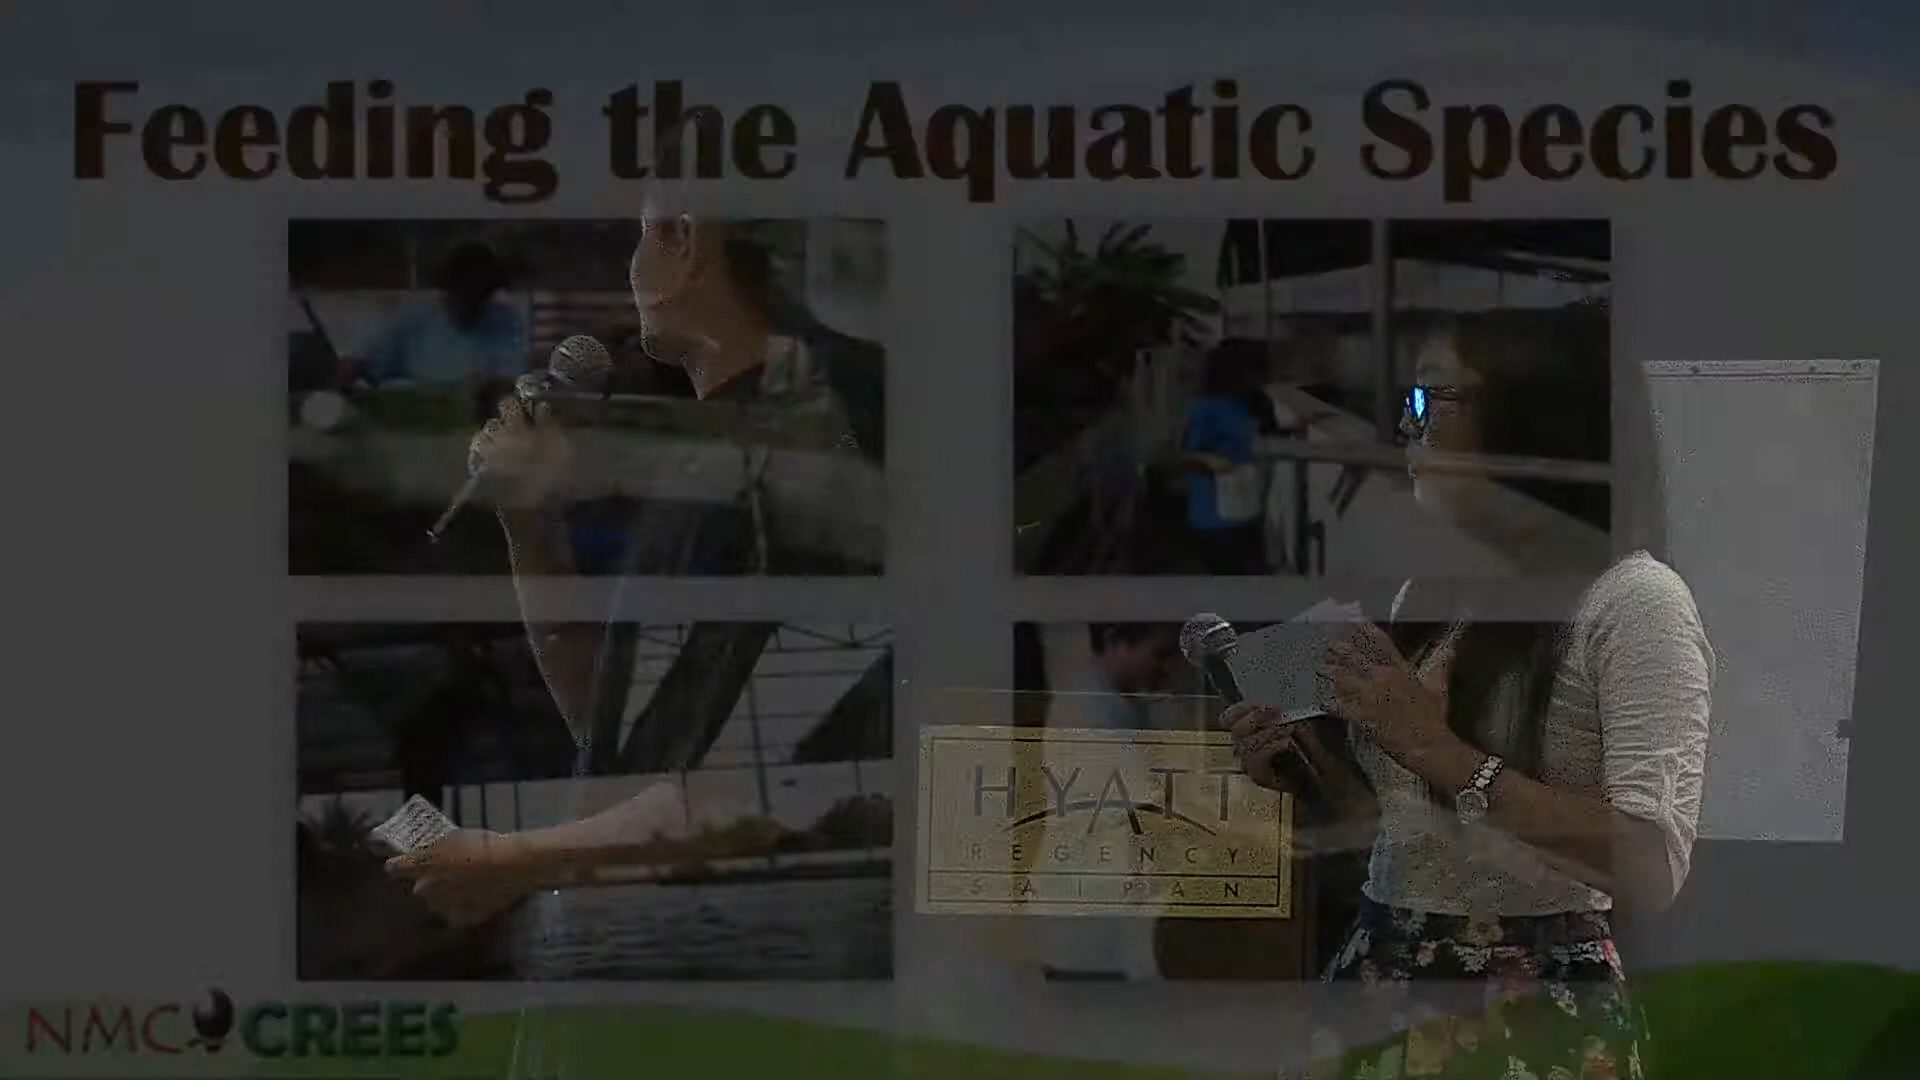 Feeding the Aquatic Species
HYATT
REGENCY
SAIPAN
NMC CREES